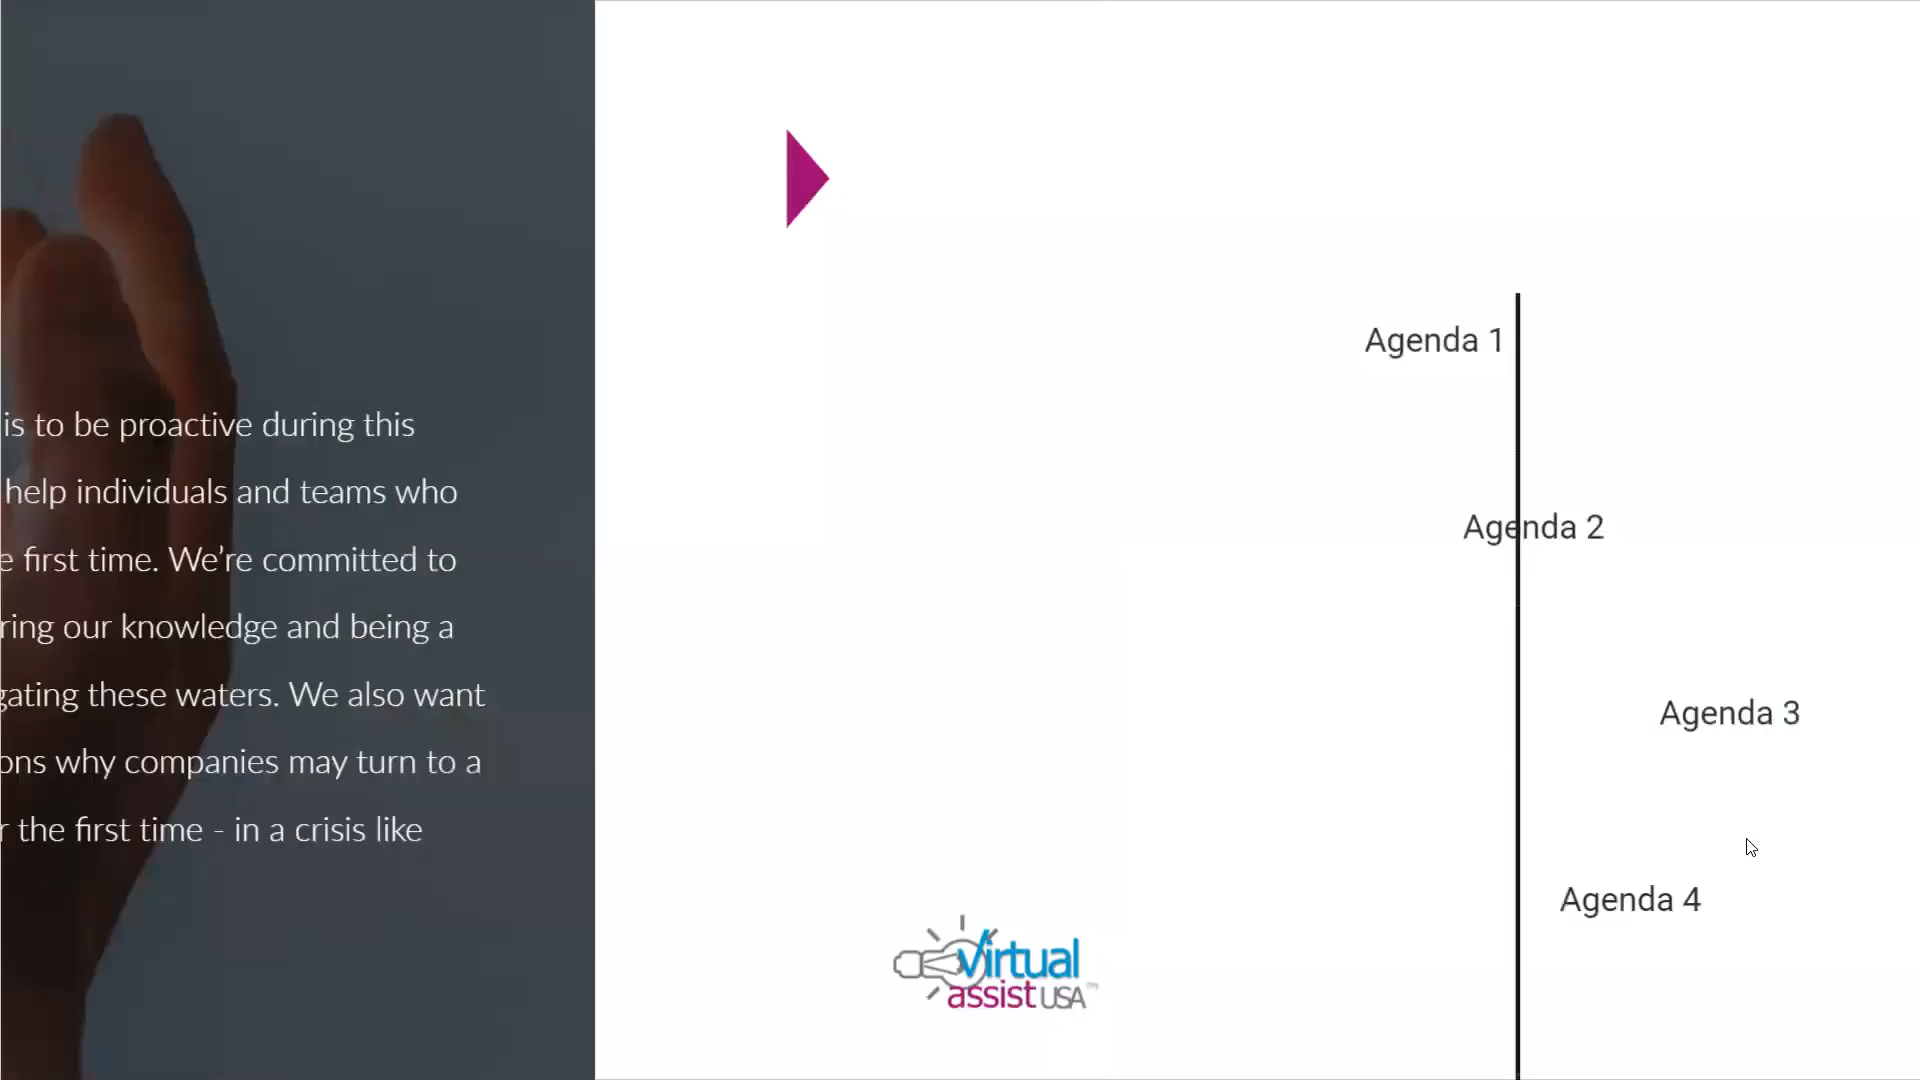 is to be proactive during this
help individuals and teams who
e first time. We’re committed to
ring our knowledge and being a
gating these waters. We also want
ons why companies may turn to a
r the first time - in a crisis like
Agenda 1
Agenda 2
Agenda 3
Agenda 4
Virtual
assist USA